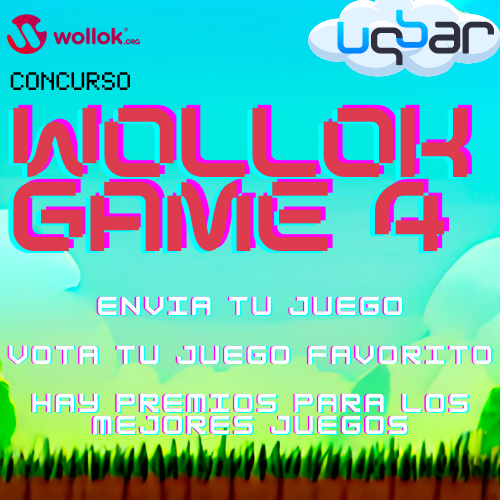 wollok.ORG
uqbar
CONCURSO
WOLLOK
GAME 4
ENVIA TU JUEGO
VOTA TU JUEGO FAVORITO
HAY PREMIOS PARA LOS
MEJORES JUEGOS